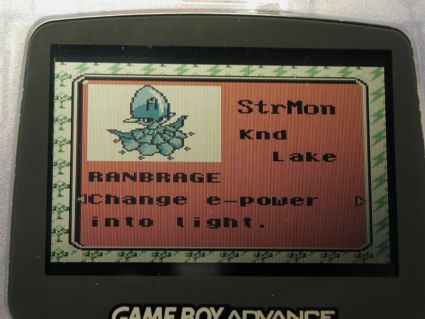 StrMon
Knd
Lake
RANBRAGE
Change e-power
into light.
GAME BOY ADVANCE